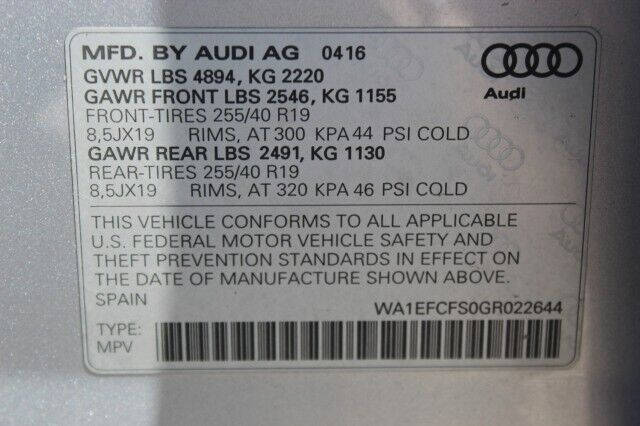 MFD. BY AUDI AG 0416
GVWR LBS 4894, KG 2220
GAWR FRONT LBS 2546, KG 1155
FRONT-TIRES 255/40 R19
8,5JX19 RIMS, AT 300 KPA 44 PSI COLD
GAWR REAR LBS 2491, KG 1130
REAR-TIRES 255/40 R19
8,5JX19 RIMS, AT 320 KPA 46 PSI COLD
Audi
THIS VEHICLE CONFORMS TO ALL APPLICABLE
U.S. FEDERAL MOTOR VEHICLE SAFETY AND
THEFT PREVENTION STANDARDS IN EFFECT ON
THE DATE OF MANUFACTURE SHOWN ABOVE.
SPAIN WA1EFCFS0GR022644
TYPE:
MPV